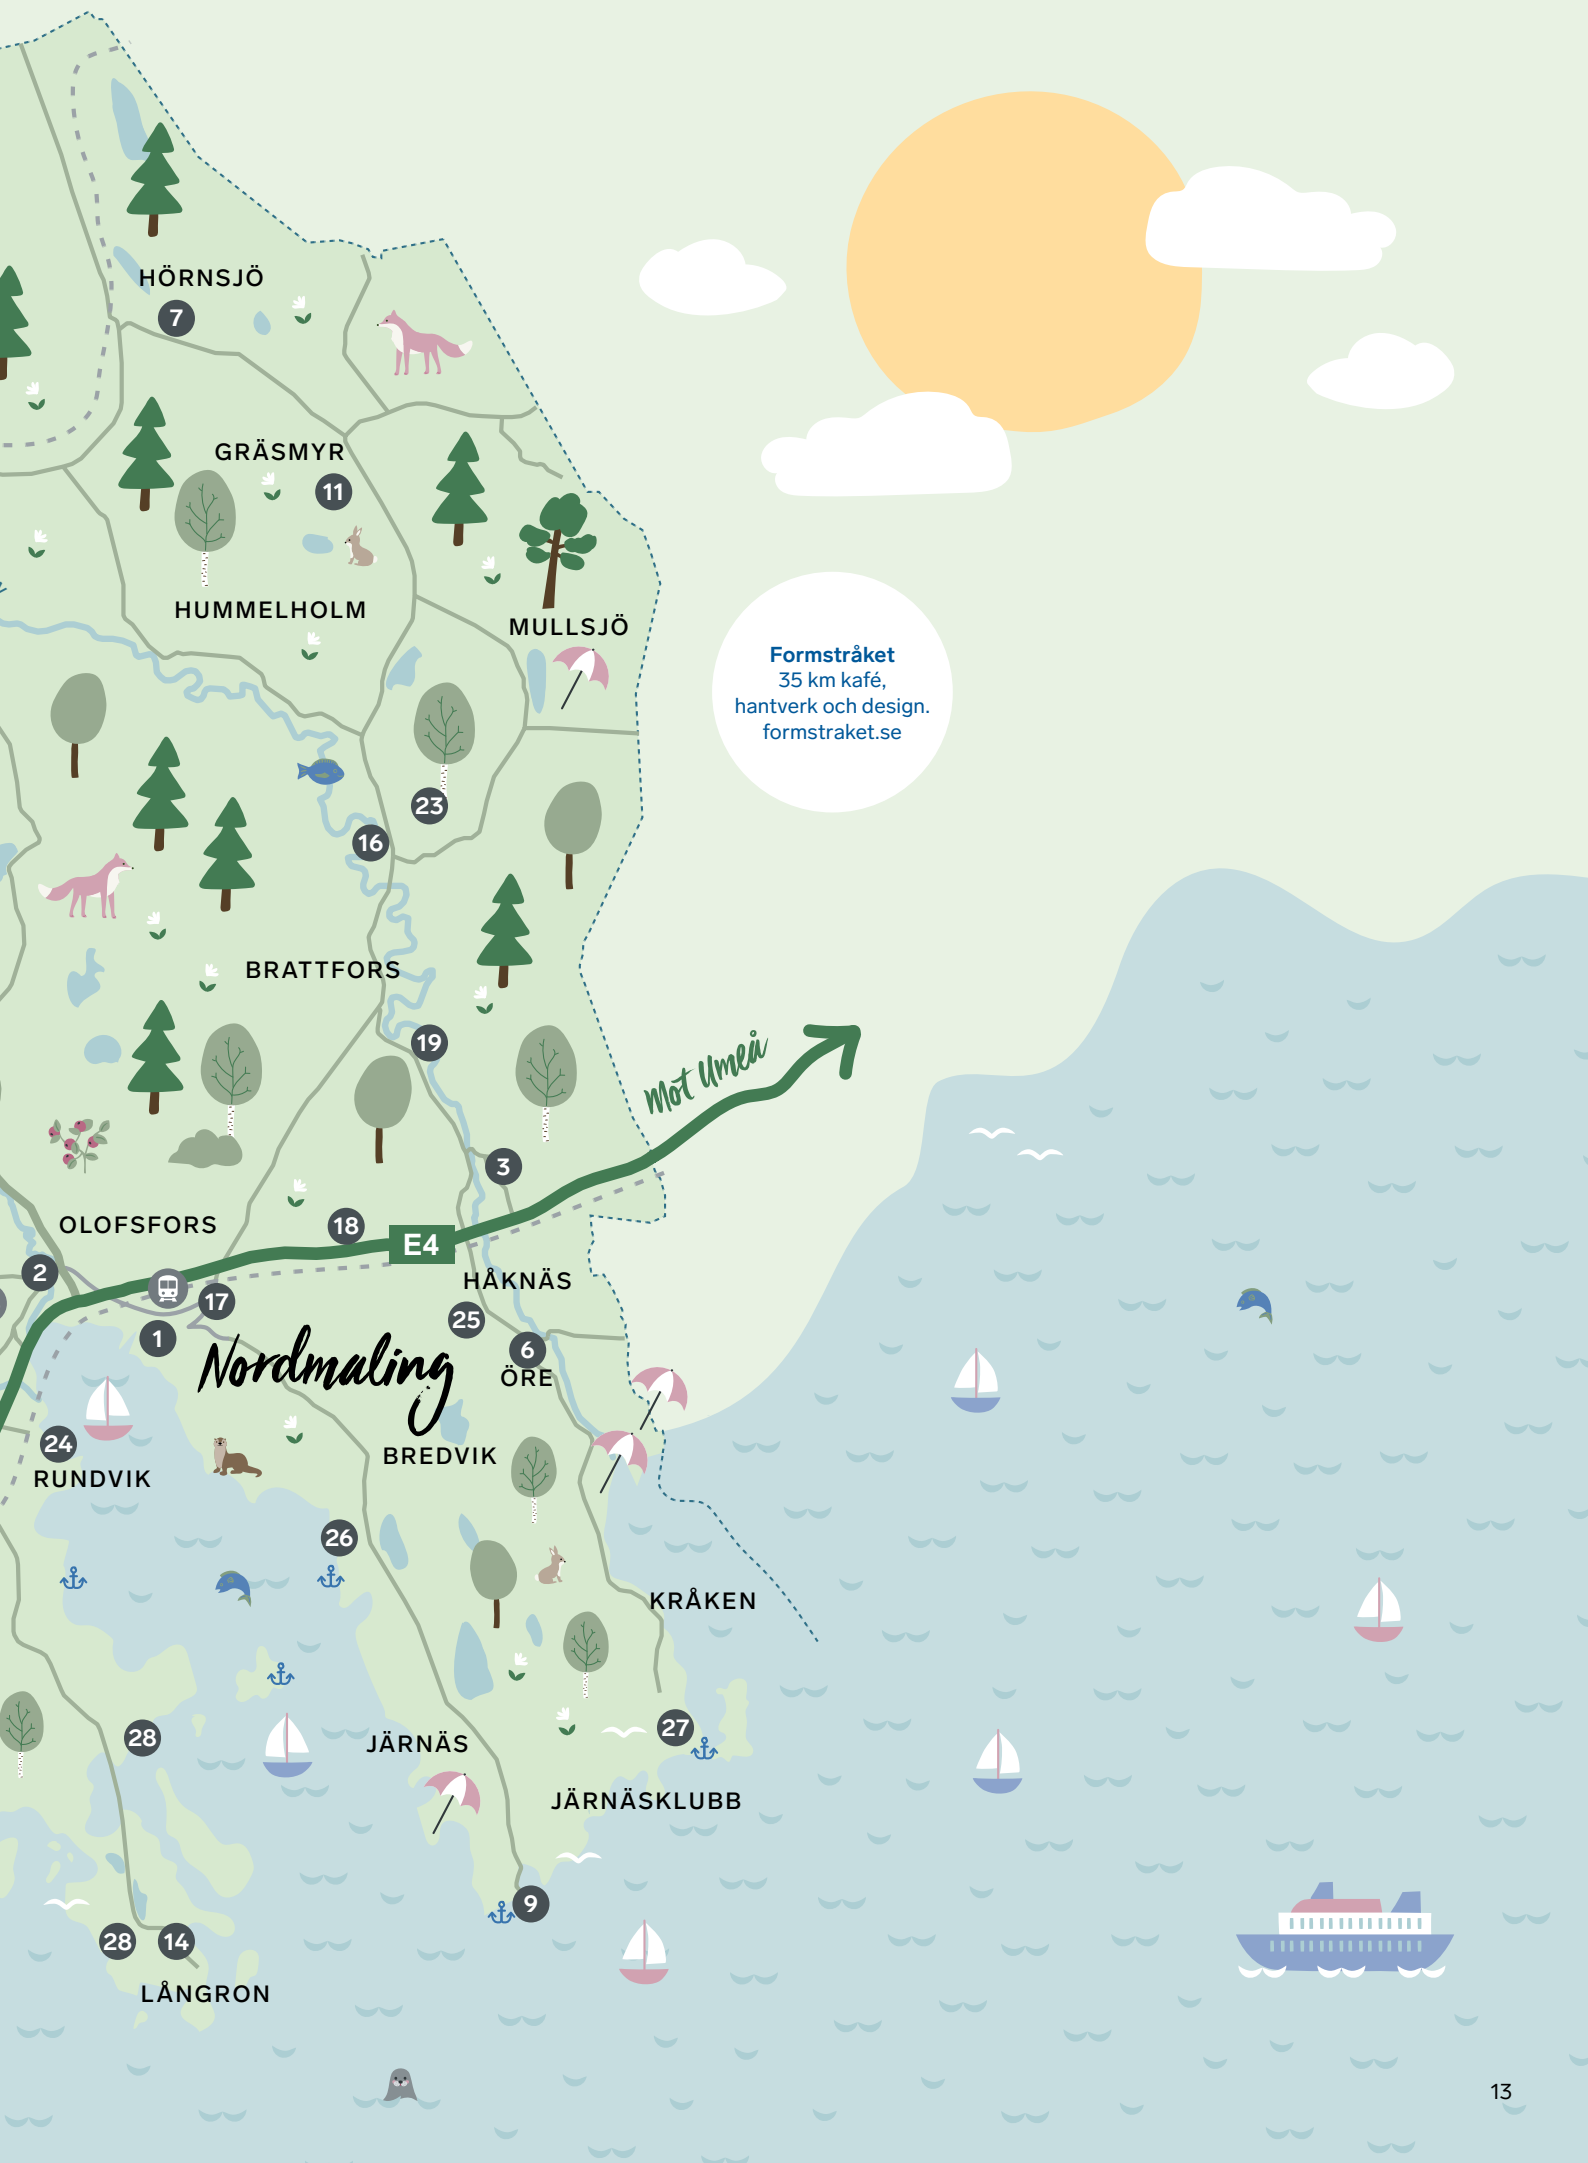 HÖRNSJÖ
7
GRÄSMYR
11
HUMMELHOLM
MULLSJÖ
Formstråket
35 km kafé,
hantverk och design.
formstraket.se
23
16
BRATTFORS
19
Mot Umeå
3
OLOFSFORS
18
E4
2
HÅKNÄS
17
25
1
6
Nordmaling
ÖRE
24
BREDVIK
RUNDVIK
26
KRÅKEN
28
27
JÄRNÄS
JÄRNÄSKLUBB
9
28
14
LÅNGRON
13